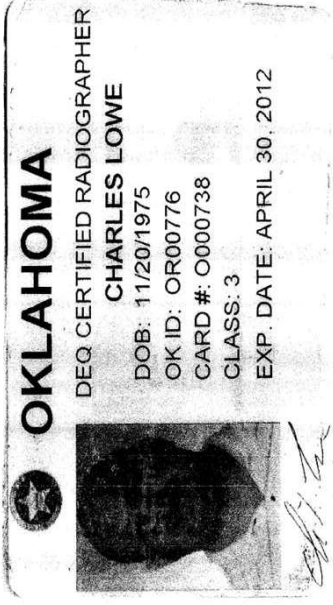 OKLAHOMA
DEQ CERTIFIED RADIOGRAPHER
CHARLES LOWE
DOB: 11/20/1975
OK ID: OR00776
CARD #: O000738
CLASS: 3
EXP. DATE: APRIL 30, 2012